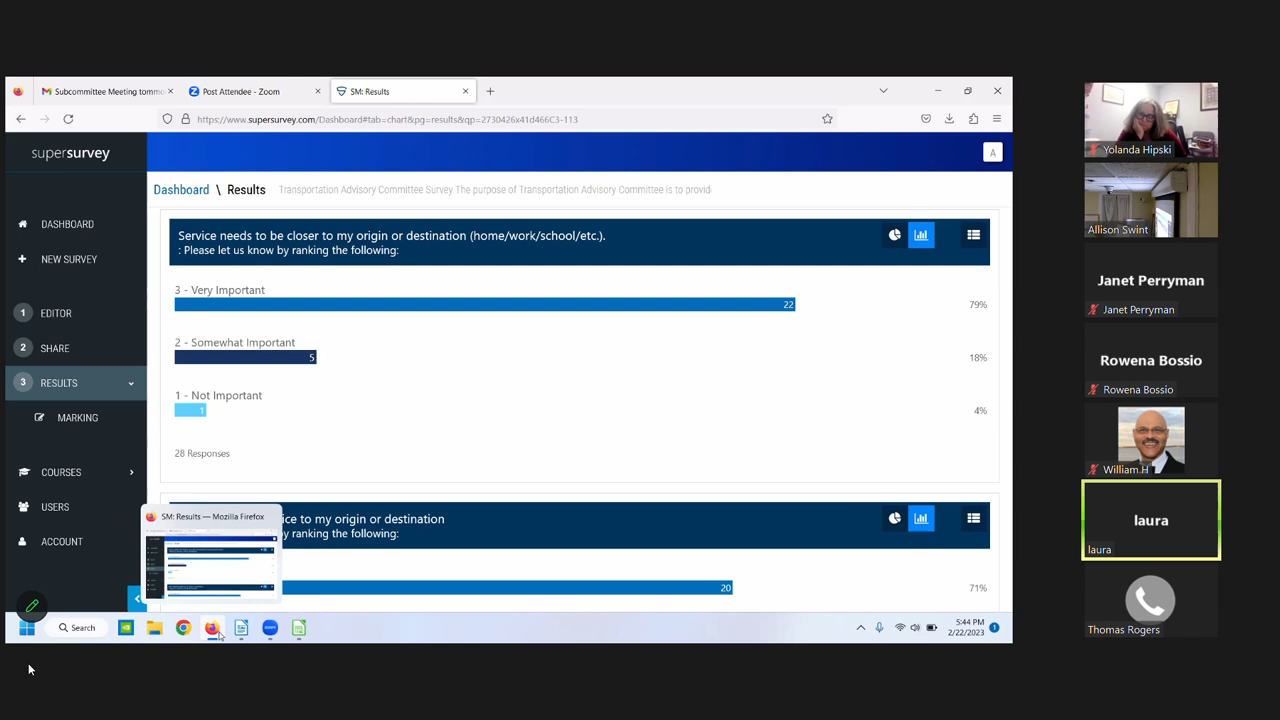 Subcommittee Meeting tommo
Post Attendee - Zoom
SM: Results
https://www.supersurvey.com/Dashboard#tab=chart&pg=results&qp=2730426x41d466C3-113
supersurvey
A
Dashboard \ Results
Transportation Advisory Committee Survey The purpose of Transportation Advisory Committee is to provid
DASHBOARD
NEW SURVEY
1 EDITOR
2 SHARE
3 RESULTS
MARKING
COURSES
USERS
ACCOUNT
Service needs to be closer to my origin or destination (home/work/school/etc.).
: Please let us know by ranking the following:
3 - Very Important
22
79%
2 - Somewhat Important
5
18%
1 - Not Important
1
4%
28 Responses
SM: Results — Mozilla Firefox
ice to my origin or destination
by ranking the following:
20
71%
Search
5:44 PM
2/22/2023
1
Yolanda Hipski
Allison Swint
Janet Perryman
Janet Perryman
Rowena Bossio
Rowena Bossio
William.H
laura
laura
Thomas Rogers